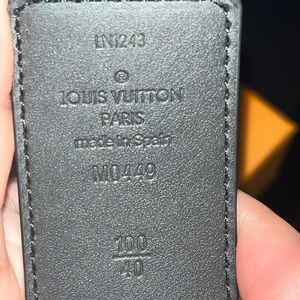 LN1243
LOUIS VUITTON
PARIS
made in Spain
M0449
100
40